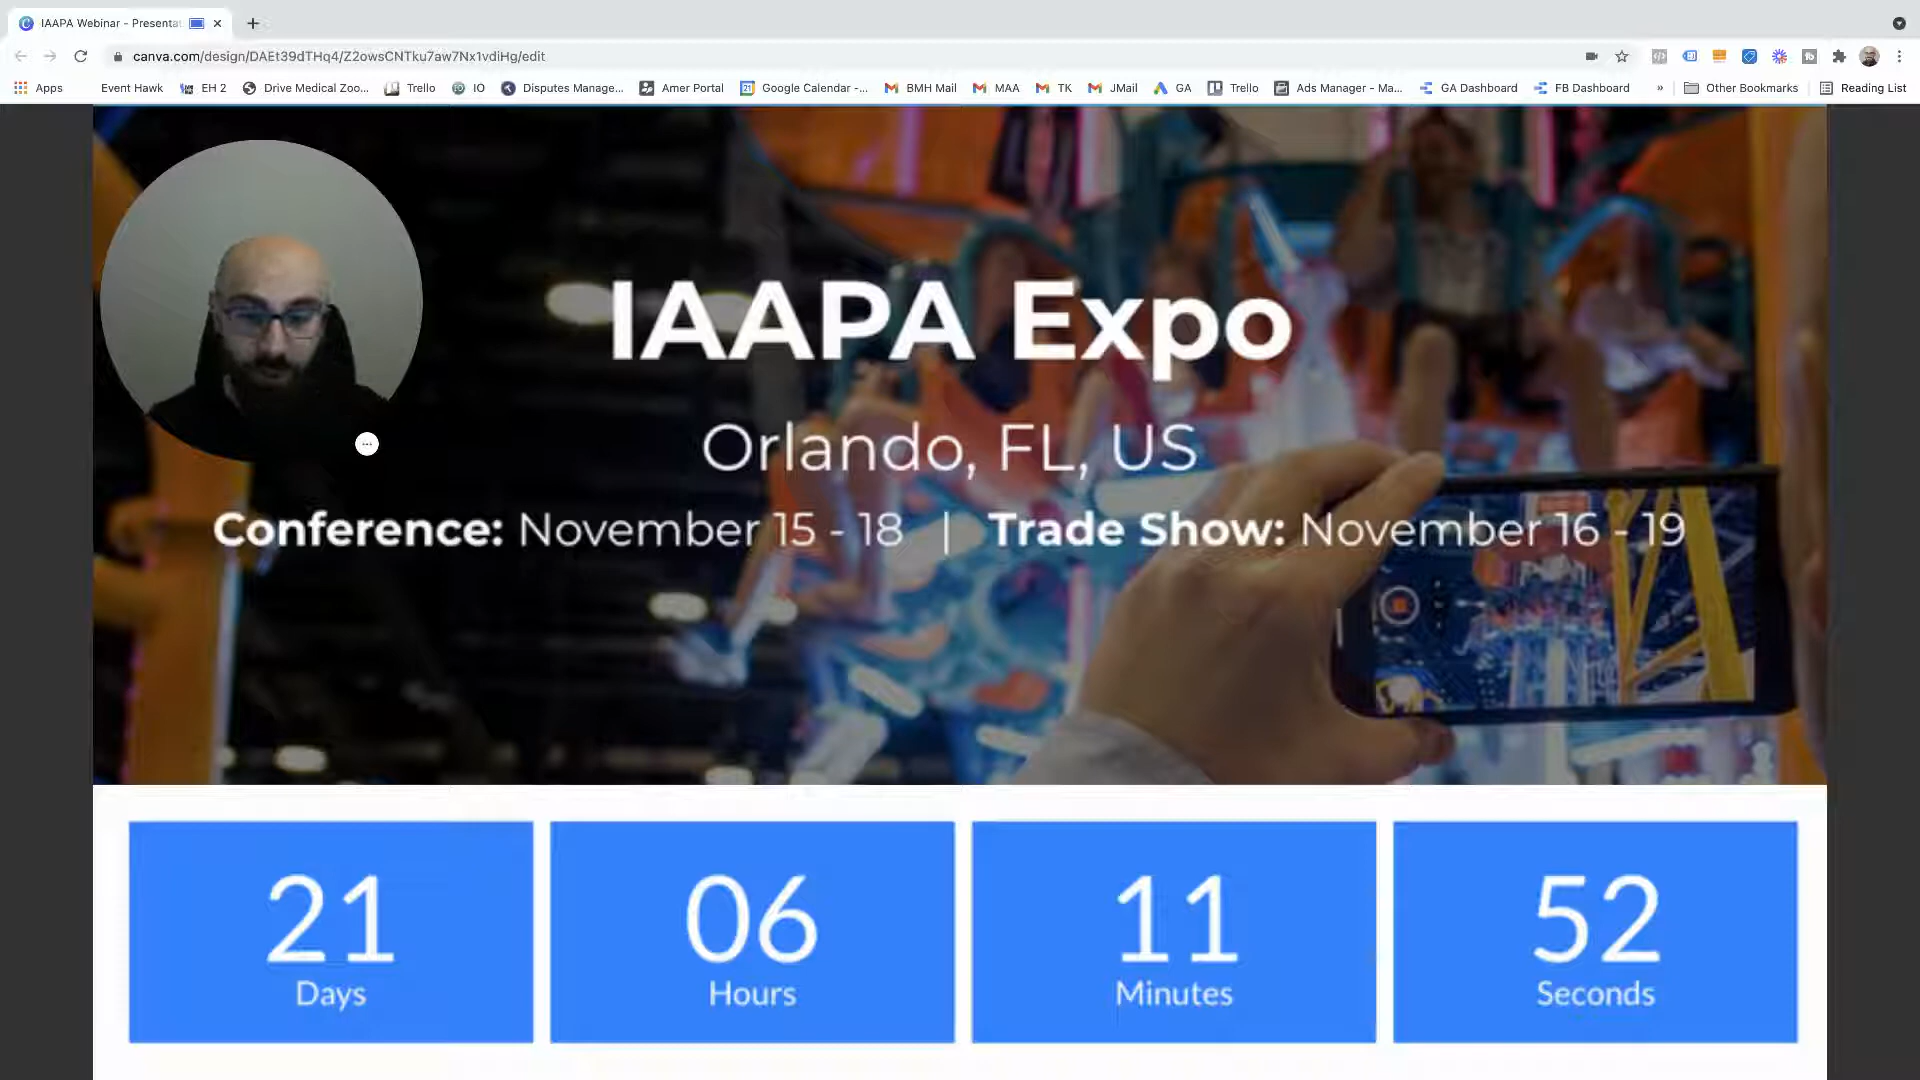 IAAPA Webinar - Presentat
canva.com/design/DAEt39dTHq4/Z2owsCNTku7aw7Nx1vdiHg/edit
Apps Event Hawk EH 2 Drive Medical Zoo... Trello IO Disputes Manage... Amer Portal Google Calendar -... BMH Mail MAA TK JMail GA Trello Ads Manager - Ma... GA Dashboard FB Dashboard » Other Bookmarks Reading List
IAAPA Expo
Orlando, FL, US
Conference: November 15 - 18 | Trade Show: November 16 - 19
21 06 11 52
Days Hours Minutes Seconds